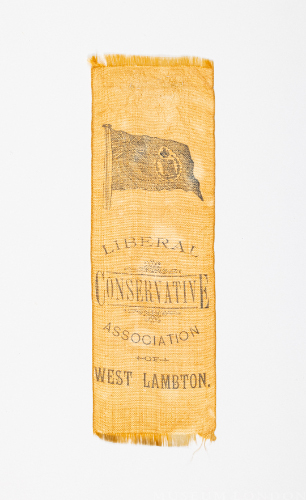 LIBERAL
CONSERVATIVE
ASSOCIATION
OF
WEST LAMBTON.